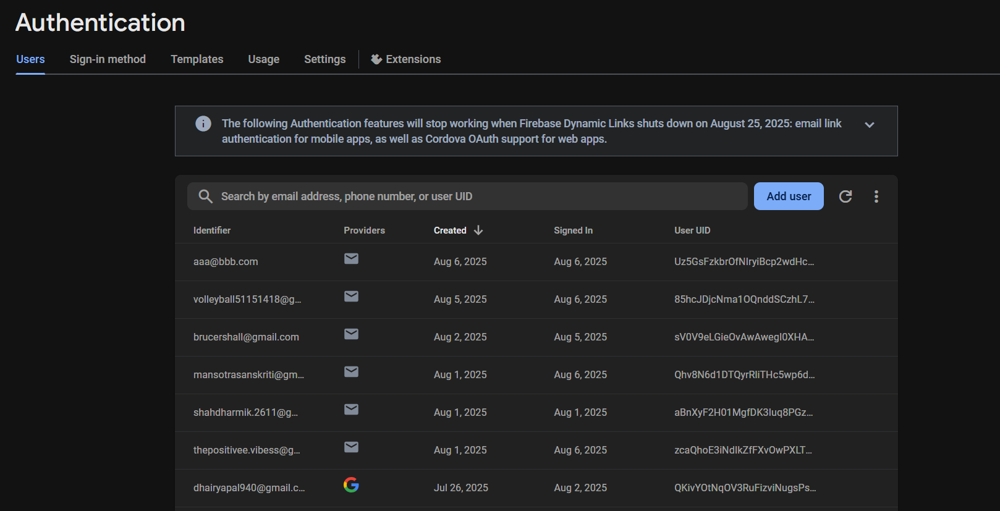 Authentication
Users Sign-in method Templates Usage Settings Extensions
The following Authentication features will stop working when Firebase Dynamic Links shuts down on August 25, 2025: email link
authentication for mobile apps, as well as Cordova OAuth support for web apps.
Search by email address, phone number, or user UID Add user
Identifier Providers Created Signed In User UID
aaa@bbb.com Aug 6, 2025 Aug 6, 2025 Uz5GsFzkbrOfNIryiBcp2wdHc...
volleyball51151418@g... Aug 5, 2025 Aug 6, 2025 85hcJDjcNma1OQnddSCzhL7...
brucershall@gmail.com Aug 2, 2025 Aug 5, 2025 sV0V9eLGieOvAwAwegI0XHA...
mansotrasanskriti@gm... Aug 1, 2025 Aug 6, 2025 Qhv8N6d1DTQyrRliTHc5wp6d...
shahdharmik.2611@g... Aug 1, 2025 Aug 1, 2025 aBnXyF2H01MgfDK3Iuq8PGz...
thepositivee.vibess@g... Aug 1, 2025 Aug 6, 2025 zcaQhoE3iNdlkZfFXvOwPXLT...
dhairyapal940@gmail.c... Jul 26, 2025 Aug 2, 2025 QKivYOtNqOV3RuFizviNugsPs...